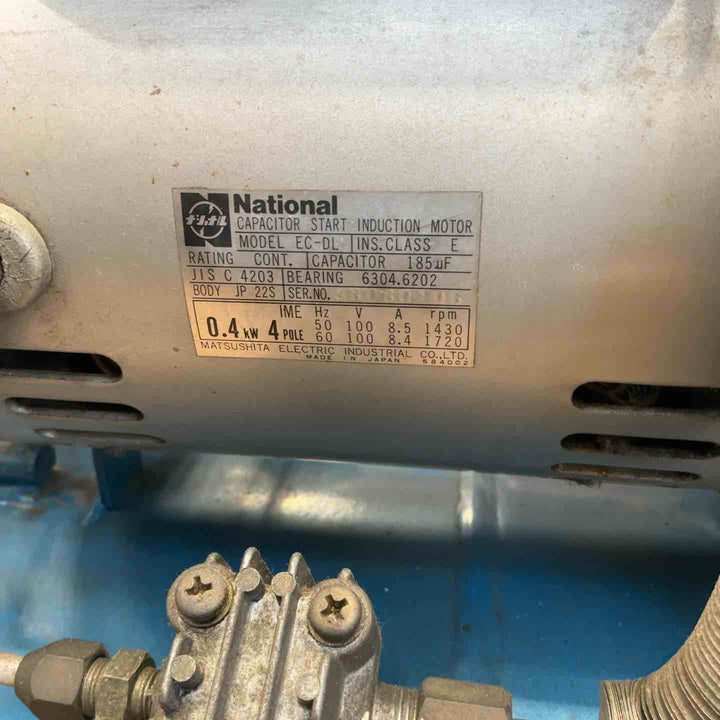 ナショナル
National
CAPACITOR START INDUCTION MOTOR
MODEL EC-DL INS.CLASS E
RATING CONT. CAPACITOR 185μF
JIS C 4203 BEARING 6304.6202
BODY JP 22S SER.NO.
IME Hz V A rpm
0.4 kW 4 POLE 50 100 8.5 1430
60 100 8.4 1720
MATSUSHITA ELECTRIC INDUSTRIAL CO.,LTD.
MADE IN JAPAN 584002